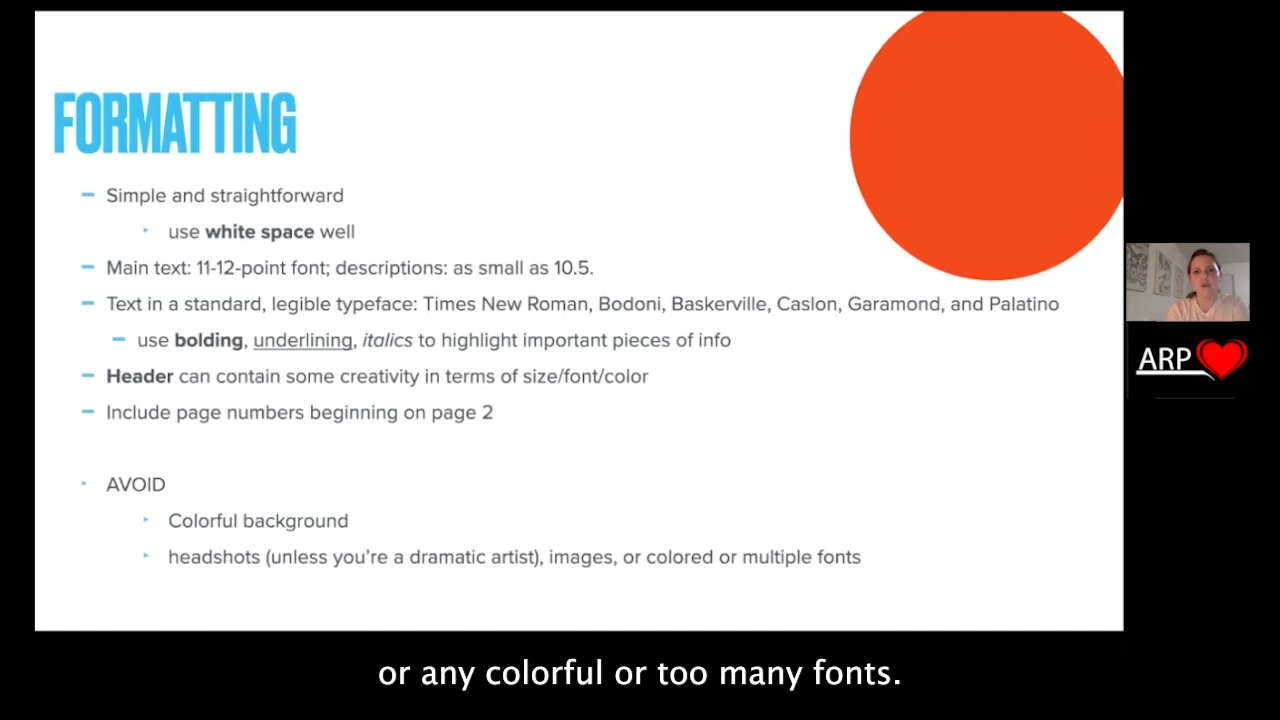 FORMATTING
Simple and straightforward
use white space well
Main text: 11-12-point font; descriptions: as small as 10.5.
Text in a standard, legible typeface: Times New Roman, Bodoni, Baskerville, Caslon, Garamond, and Palatino
use bolding, underlining, italics to highlight important pieces of info
Header can contain some creativity in terms of size/font/color
Include page numbers beginning on page 2
AVOID
Colorful background
headshots (unless you’re a dramatic artist), images, or colored or multiple fonts
ARP
or any colorful or too many fonts.